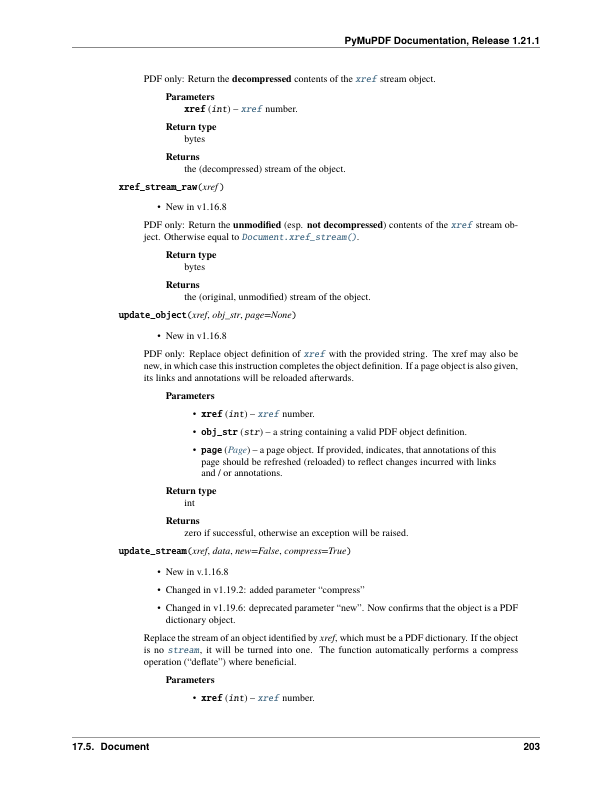 PyMuPDF Documentation, Release 1.21.1
PDF only: Return the decompressed contents of the xref stream object.
Parameters
xref (int) – xref number.
Return type
bytes
Returns
the (decompressed) stream of the object.
xref_stream_raw(xref)
• New in v1.16.8
PDF only: Return the unmodified (esp. not decompressed) contents of the xref stream ob-
ject. Otherwise equal to Document.xref_stream().
Return type
bytes
Returns
the (original, unmodified) stream of the object.
update_object(xref, obj_str, page=None)
• New in v1.16.8
PDF only: Replace object definition of xref with the provided string. The xref may also be
new, in which case this instruction completes the object definition. If a page object is also given,
its links and annotations will be reloaded afterwards.
Parameters
• xref (int) – xref number.
• obj_str (str) – a string containing a valid PDF object definition.
• page (Page) – a page object. If provided, indicates, that annotations of this
page should be refreshed (reloaded) to reflect changes incurred with links
and / or annotations.
Return type
int
Returns
zero if successful, otherwise an exception will be raised.
update_stream(xref, data, new=False, compress=True)
• New in v.1.16.8
• Changed in v1.19.2: added parameter “compress”
• Changed in v1.19.6: deprecated parameter “new”. Now confirms that the object is a PDF
dictionary object.
Replace the stream of an object identified by xref, which must be a PDF dictionary. If the object
is no stream, it will be turned into one. The function automatically performs a compress
operation (“deflate”) where beneficial.
Parameters
• xref (int) – xref number.
17.5. Document 203